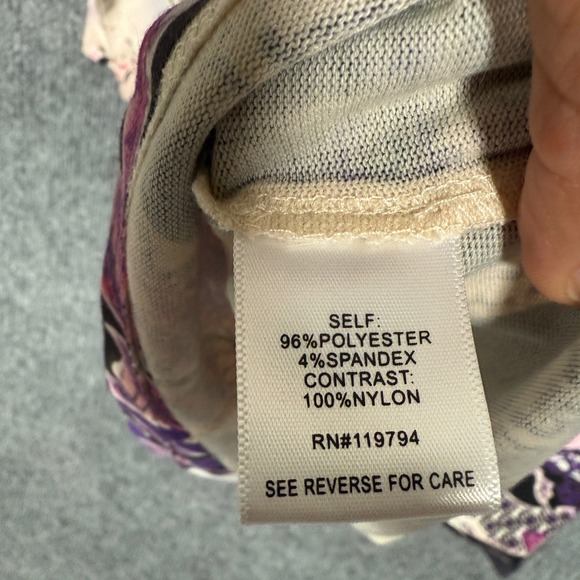 SELF:
96%POLYESTER
4%SPANDEX
CONTRAST:
100%NYLON
RN#119794
SEE REVERSE FOR CARE